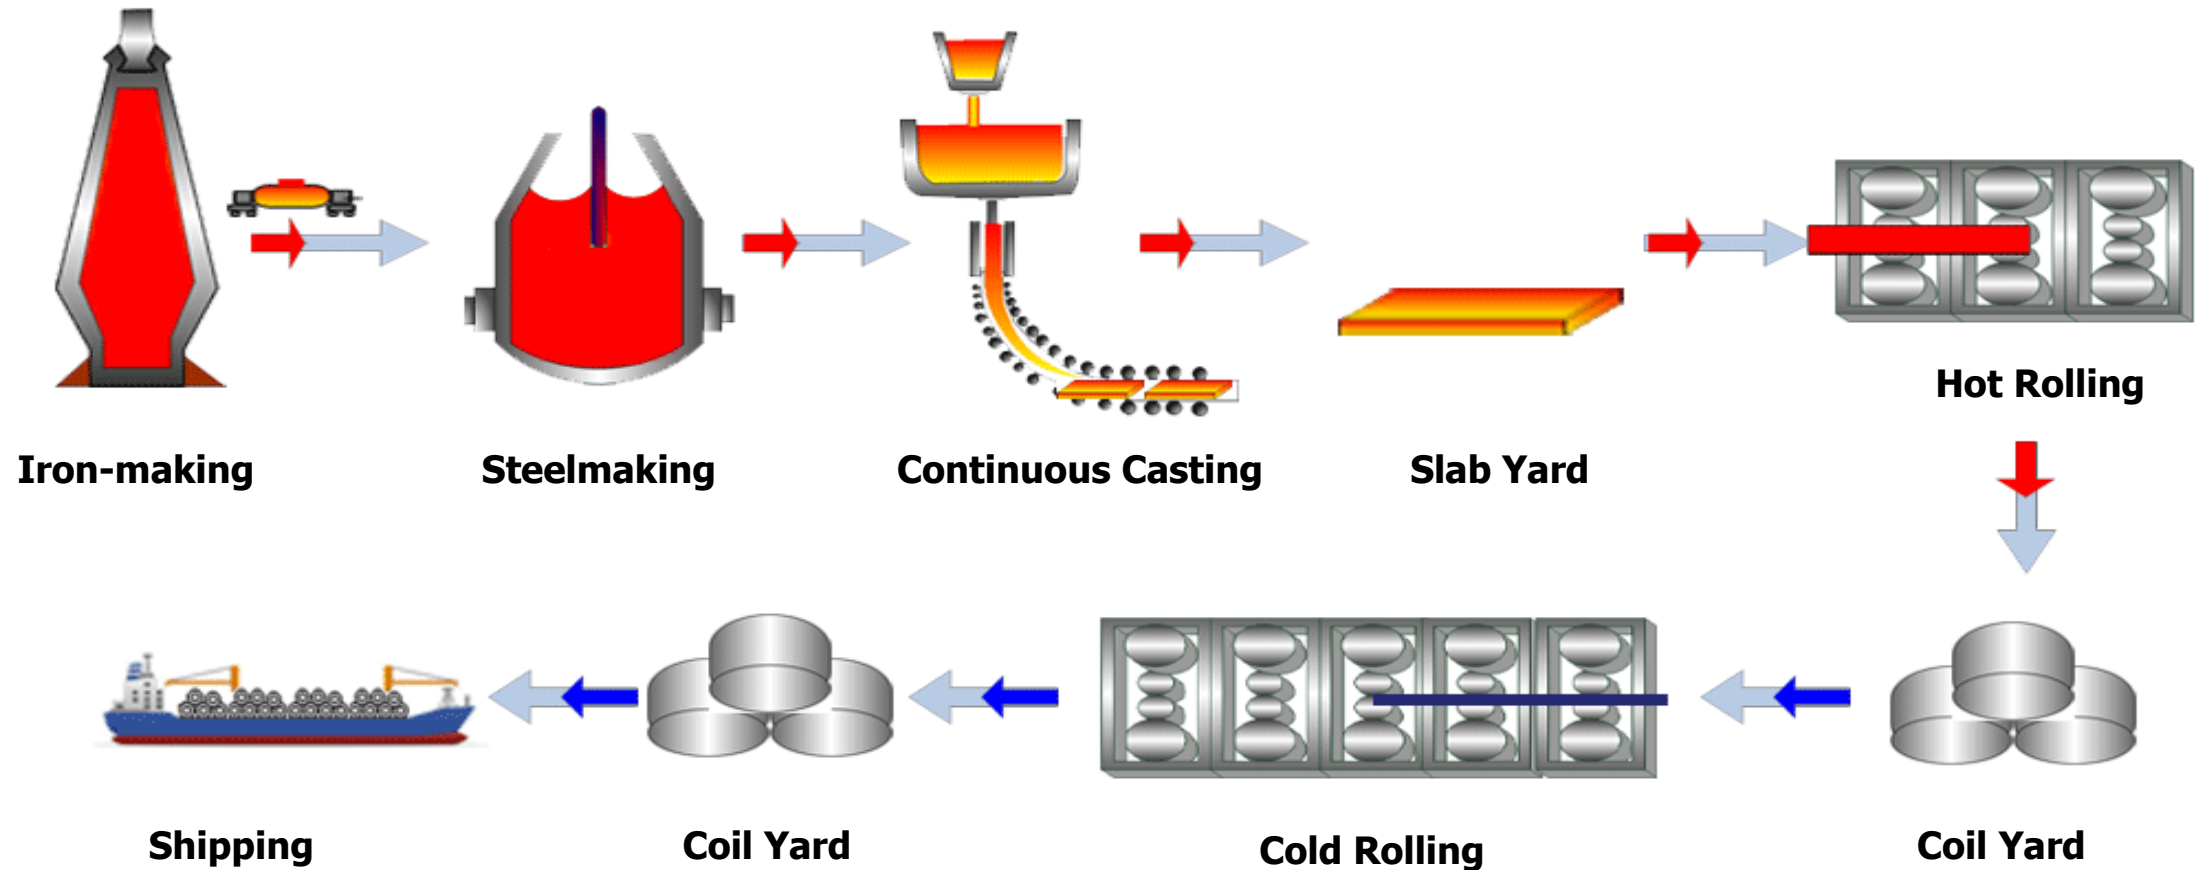 Iron-making
Steelmaking
Continuous Casting
Slab Yard
Hot Rolling
Coil Yard
Cold Rolling
Coil Yard
Shipping